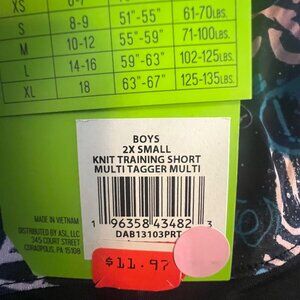 XS
S 8-9 51"-55" 61-70LBS.
M 10-12 55"-59" 71-100LBS.
L 14-16 59"-63" 102-125LBS.
XL 18 63"-67" 125-135LBS.
BOYS
2X SMALL
KNIT TRAINING SHORT
MULTI TAGGER MULTI
1 96358 43482 3
DAB13103PRT
MADE IN VIETNAM
DISTRIBUTED BY ASL, LLC
345 COURT STREET
CORAOPOLIS, PA 15108
$11.97